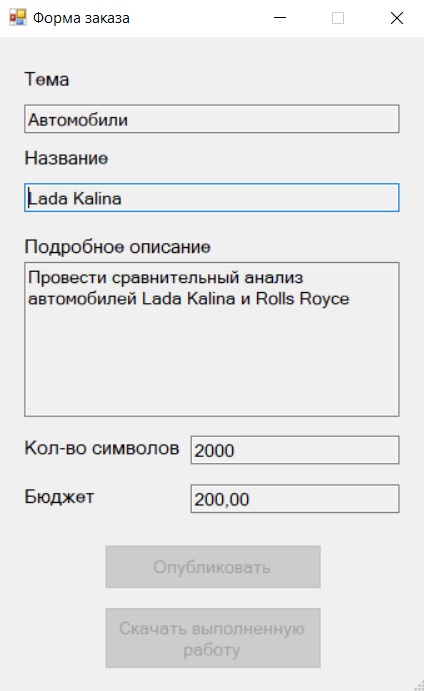 Форма заказа
Тема
Автомобили
Название
Lada Kalina
Подробное описание
Провести сравнительный анализ
автомобилей Lada Kalina и Rolls Royce
Кол-во символов 2000
Бюджет 200,00
Опубликовать
Скачать выполненную
работу